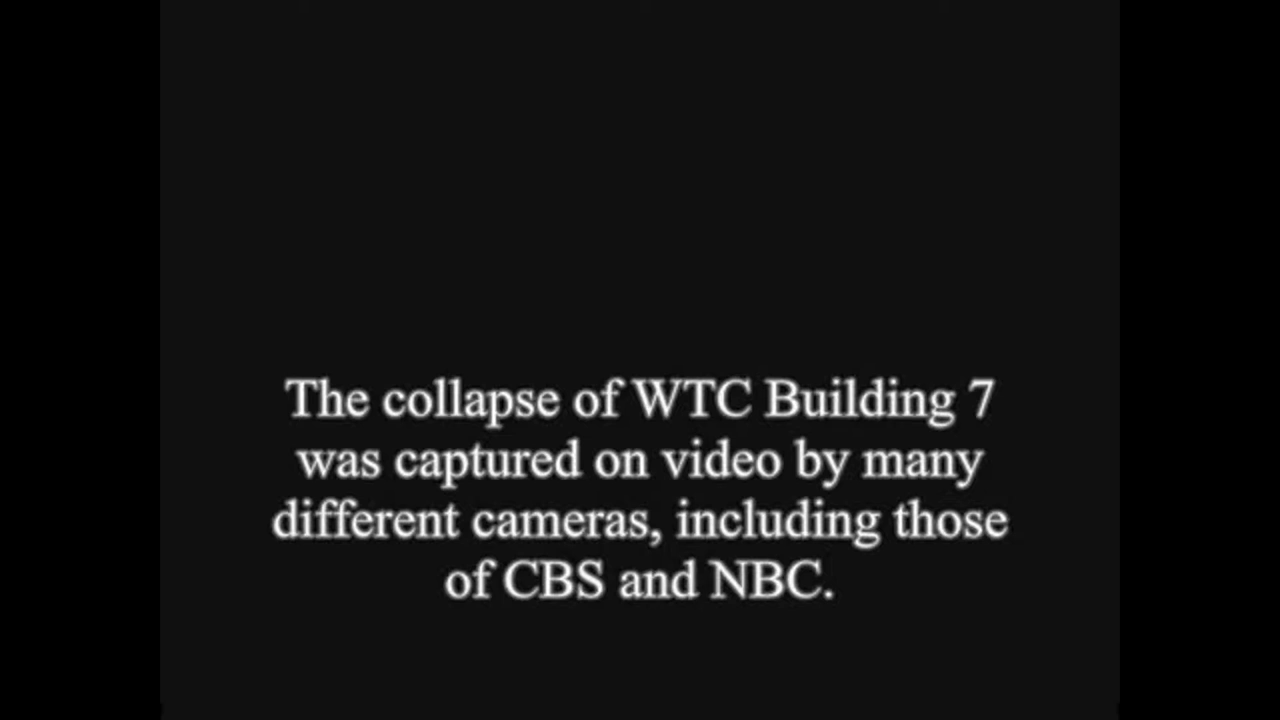 The collapse of WTC Building 7
was captured on video by many
different cameras, including those
of CBS and NBC.